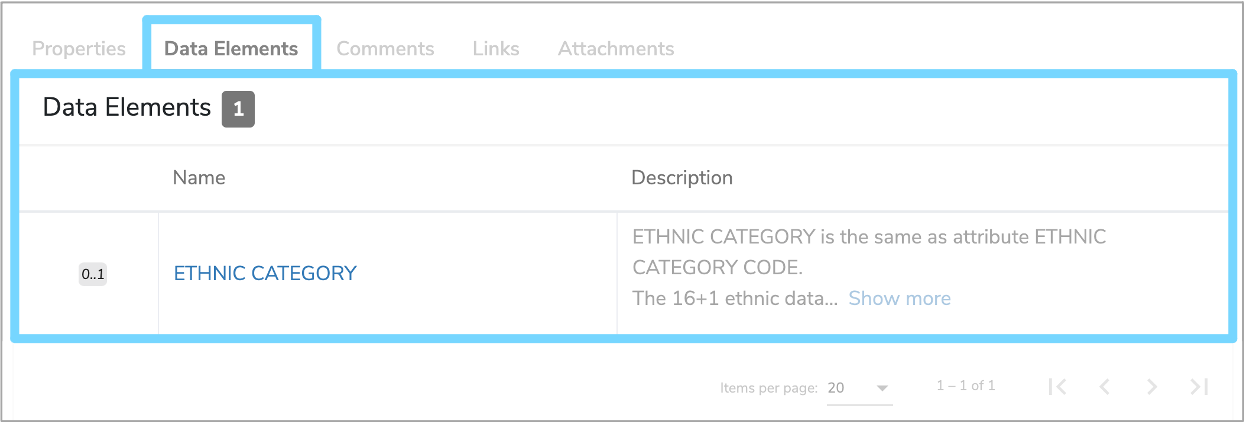 Properties Data Elements Comments Links Attachments
Data Elements 1
Name Description
ETHNIC CATEGORY is the same as attribute ETHNIC
CATEGORY CODE.
0..1 ETHNIC CATEGORY
The 16+1 ethnic data... Show more
Items per page: 20 1 – 1 of 1